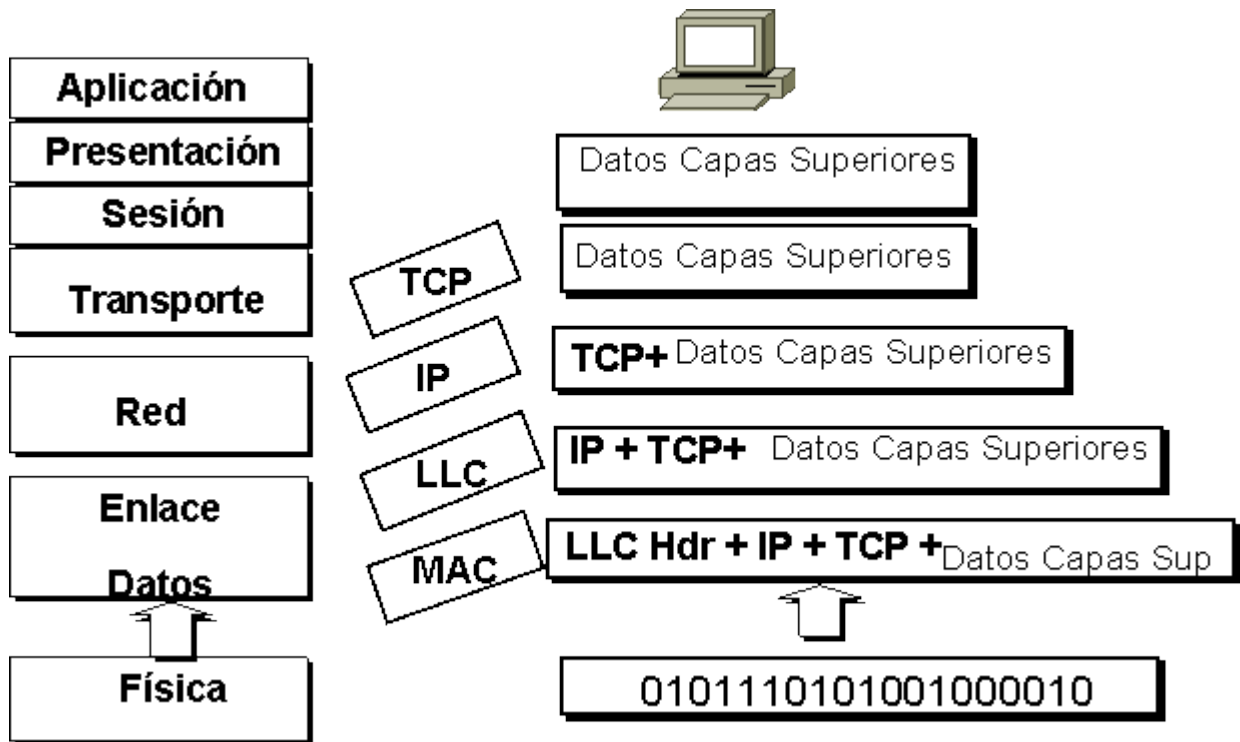 Aplicación
Presentación
Sesión
Transporte
Red
Enlace
Datos
Física
TCP
IP
LLC
MAC
Datos Capas Superiores
Datos Capas Superiores
TCP+ Datos Capas Superiores
IP + TCP+ Datos Capas Superiores
LLC Hdr + IP + TCP + Datos Capas Sup
0101110101001000010